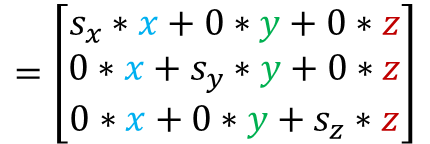 s_x * x + 0 * y + 0 * z
= 0 * x + s_y * y + 0 * z
0 * x + 0 * y + s_z * z